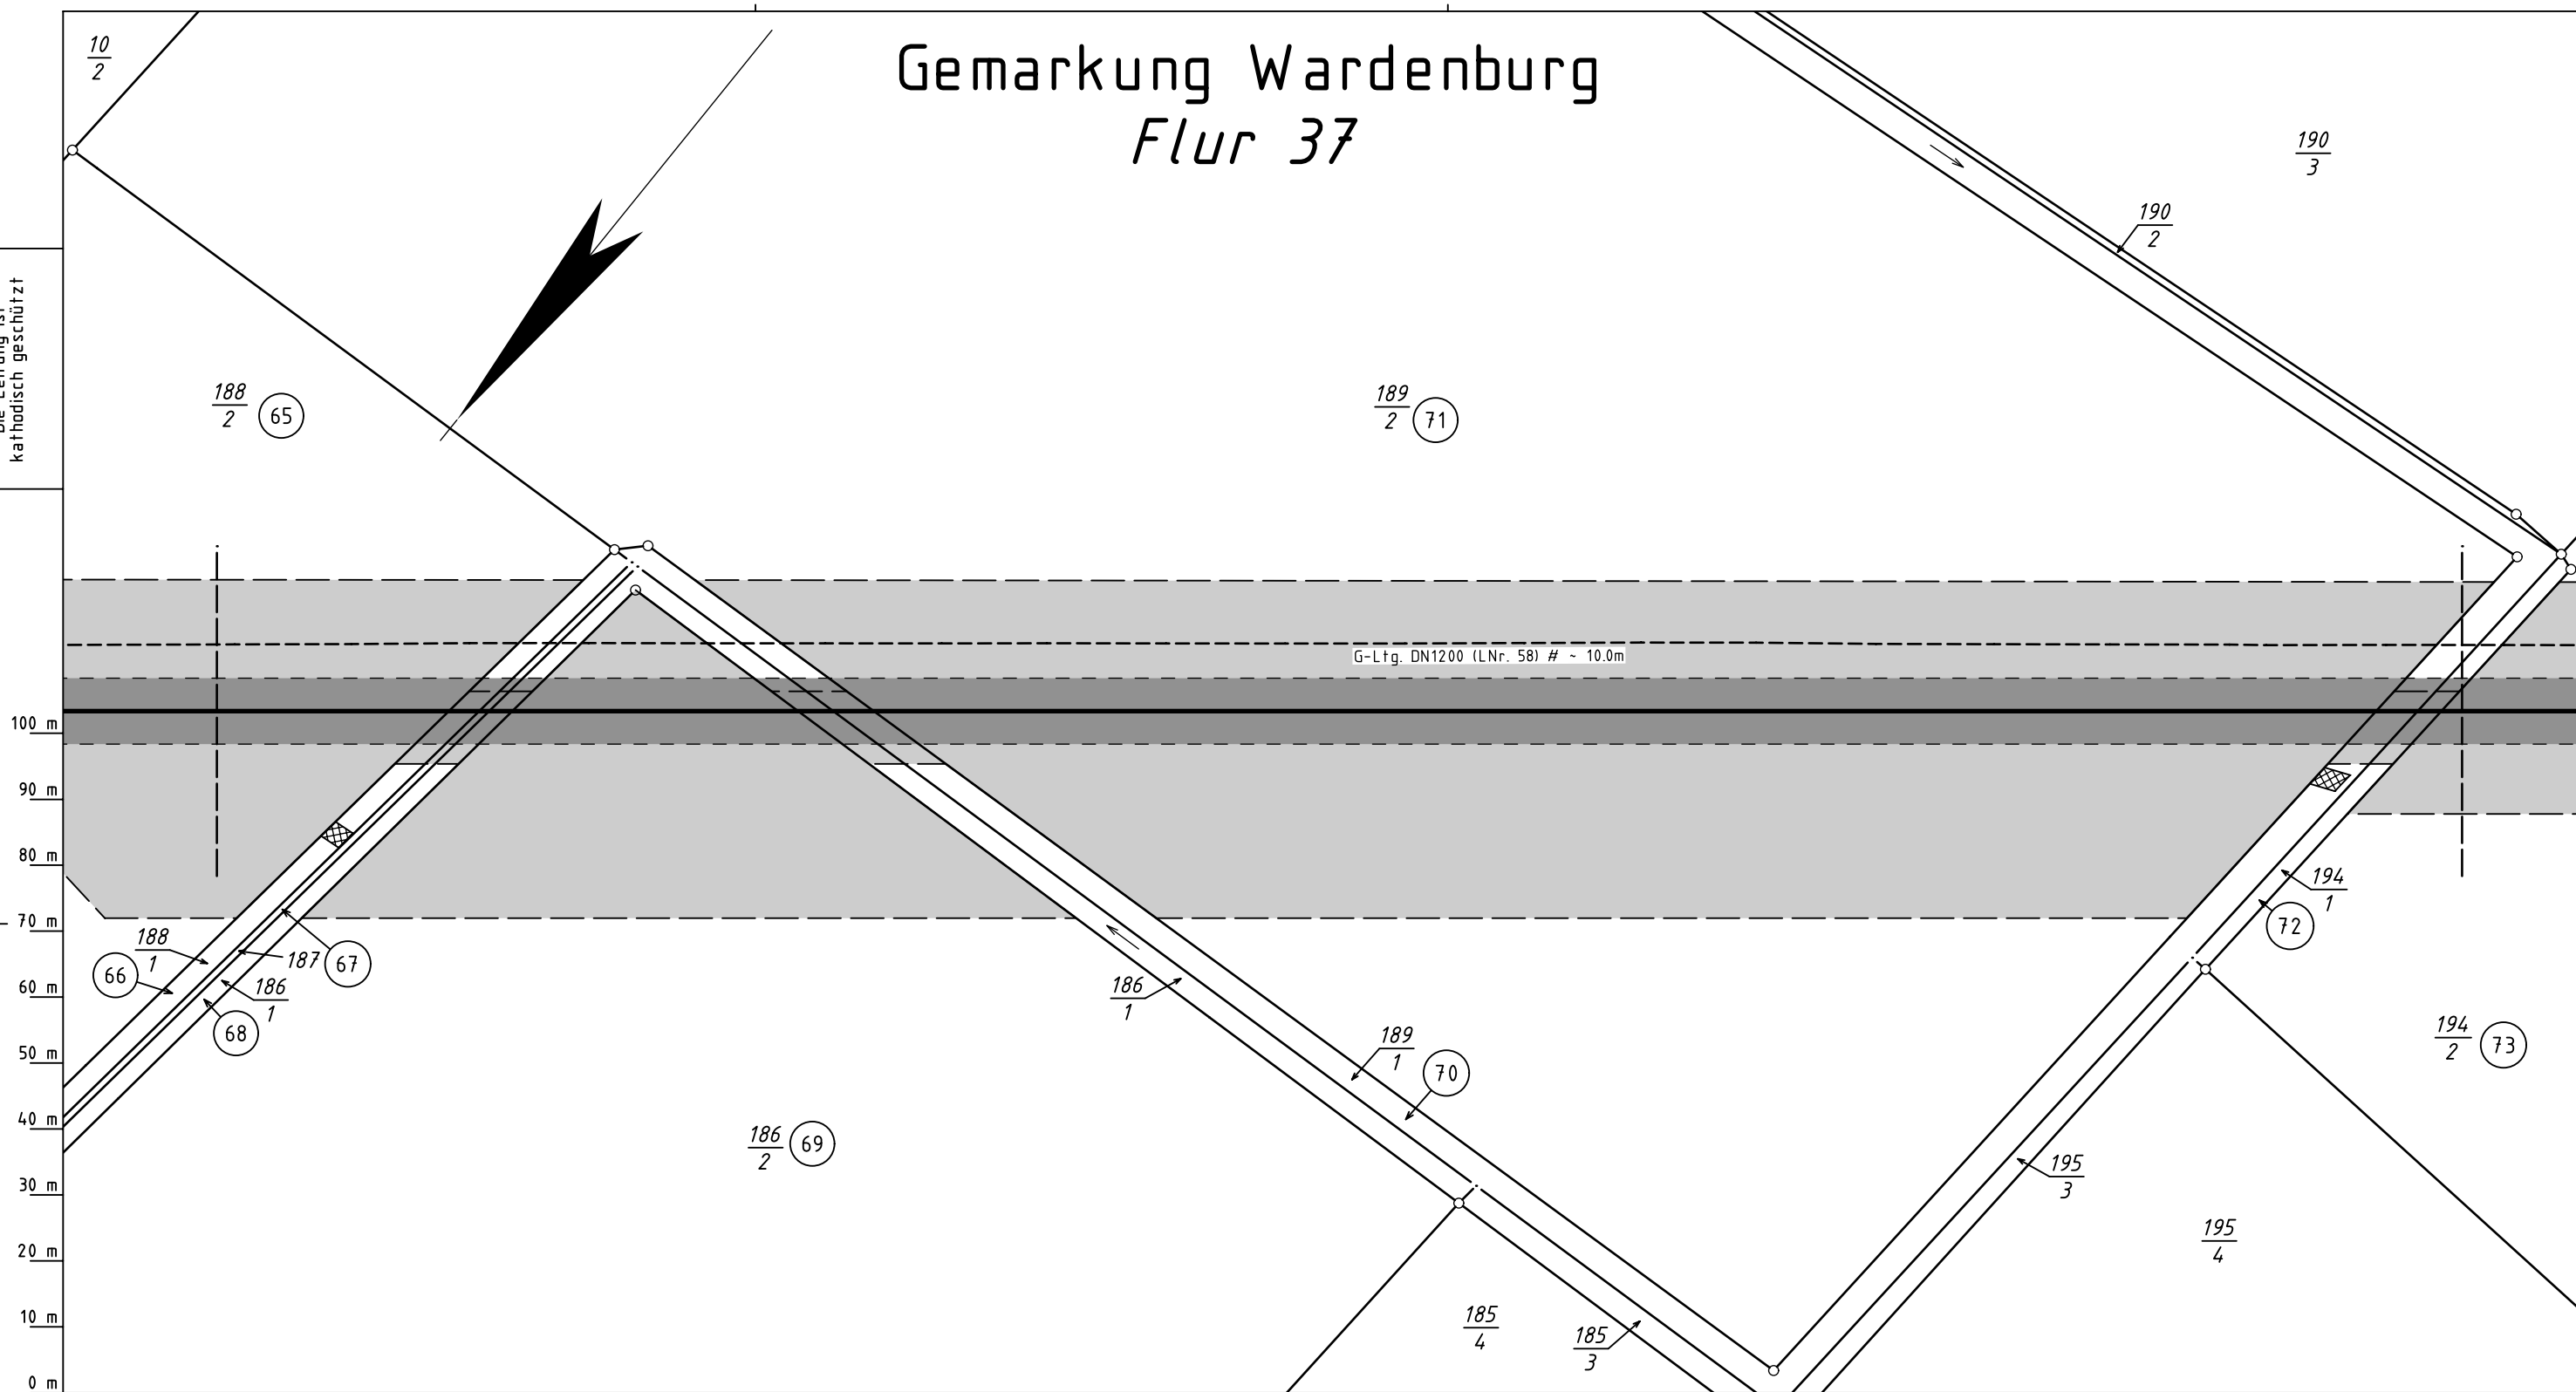 Gemarkung Wardenburg
Flur 37
10
2
190
3
190
2
kathodisch geschützt
188
2
65
189
2
71
G-Ltg. DN1200 (LNr. 58) # ~ 10.0m
100 m
90 m
80 m
70 m
60 m
50 m
40 m
30 m
20 m
10 m
0 m
188
1
66
187
67
186
1
68
186
1
189
1
70
186
2
69
194
1
72
194
2
73
195
3
195
4
185
4
185
3